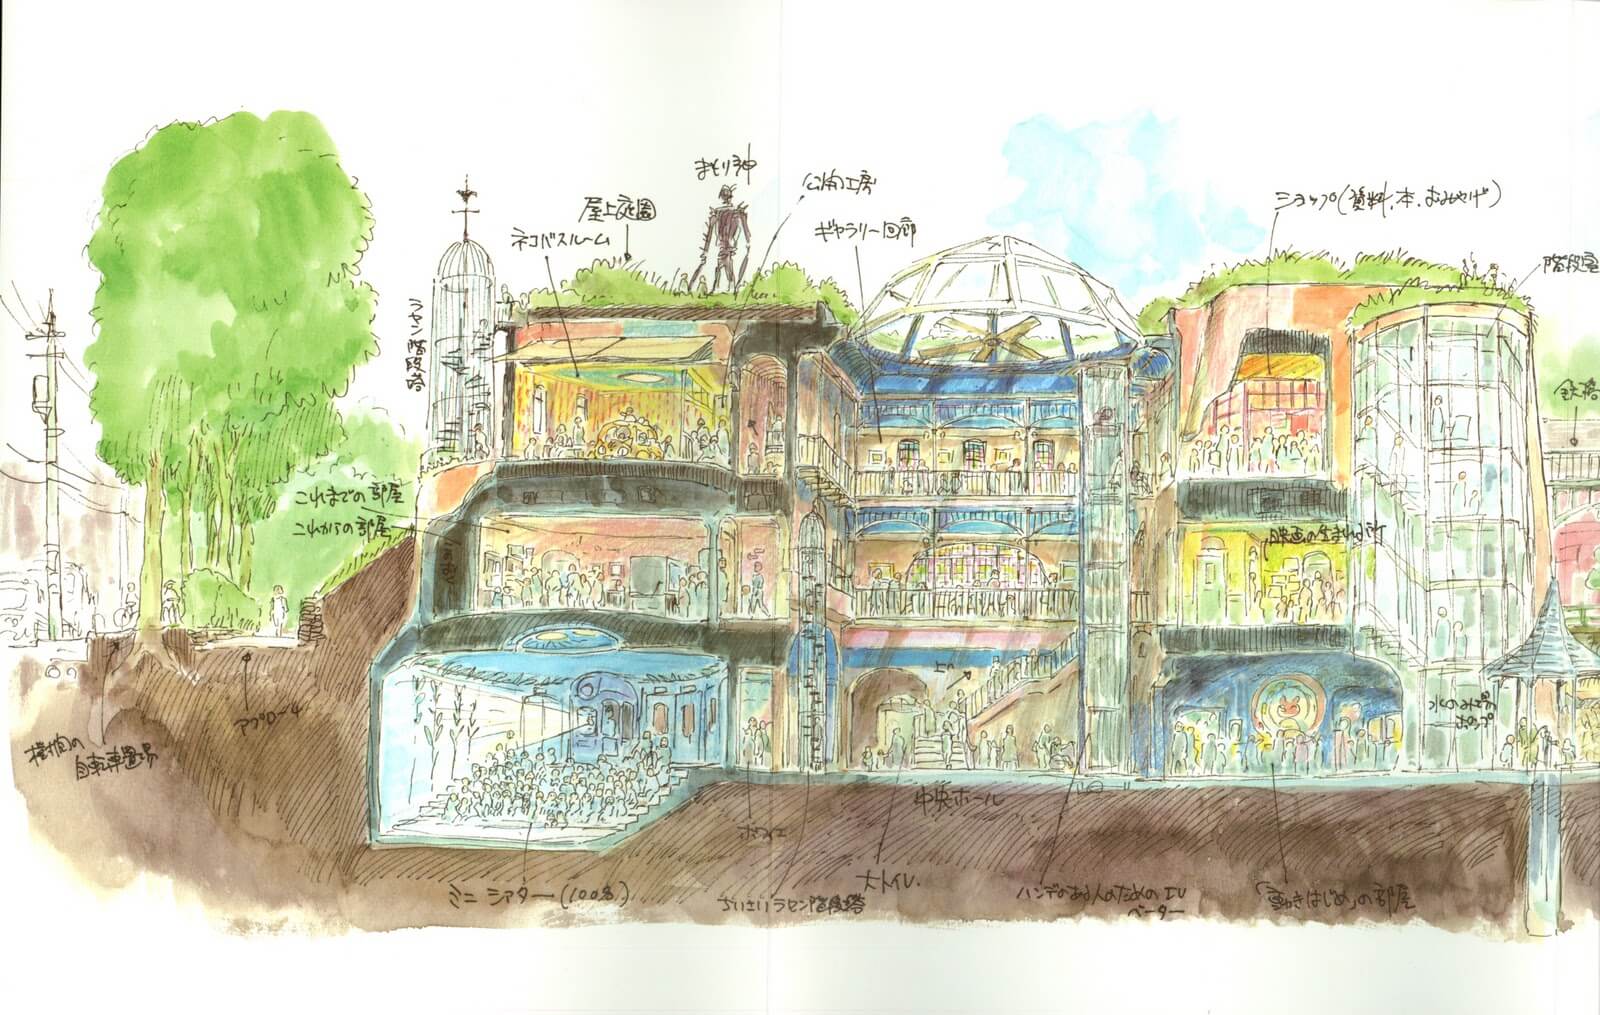 まもり神
公開工房
屋上庭園
ネコバスルーム
ギャラリー回廊
ショップ(資料、本、おみやげ)
階段室
ラセン階段塔
鉄塔
これまでの部屋
これからの部屋
映画の生まれる所
上へ
水のみ場
ポンプ
アプローチ
樹抱の
自転車置場
中央ホール
ホワイエ
ミニシアター(100名)
ちいさいラセン階段塔
大トイレ
ハンデのある人のためのエレ
ベーター
「動きはじめ」の部屋